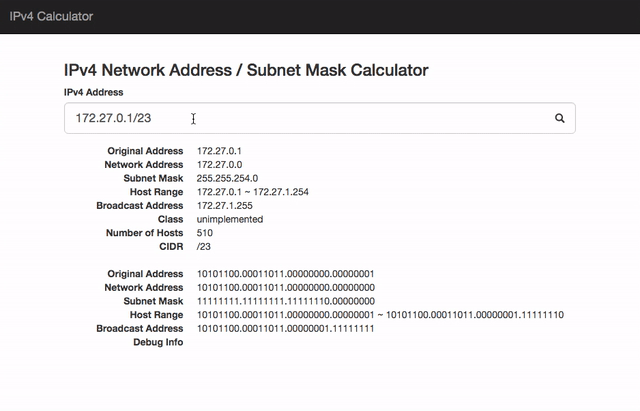 IPv4 Calculator
IPv4 Network Address / Subnet Mask Calculator
IPv4 Address
172.27.0.1/23
Original Address 172.27.0.1
Network Address 172.27.0.0
Subnet Mask 255.255.254.0
Host Range 172.27.0.1 ~ 172.27.1.254
Broadcast Address 172.27.1.255
Class unimplemented
Number of Hosts 510
CIDR /23
Original Address 10101100.00011011.00000000.00000001
Network Address 10101100.00011011.00000000.00000000
Subnet Mask 11111111.11111111.11111110.00000000
Host Range 10101100.00011011.00000000.00000001 ~ 10101100.00011011.00000001.11111110
Broadcast Address 10101100.00011011.00000001.11111111
Debug Info